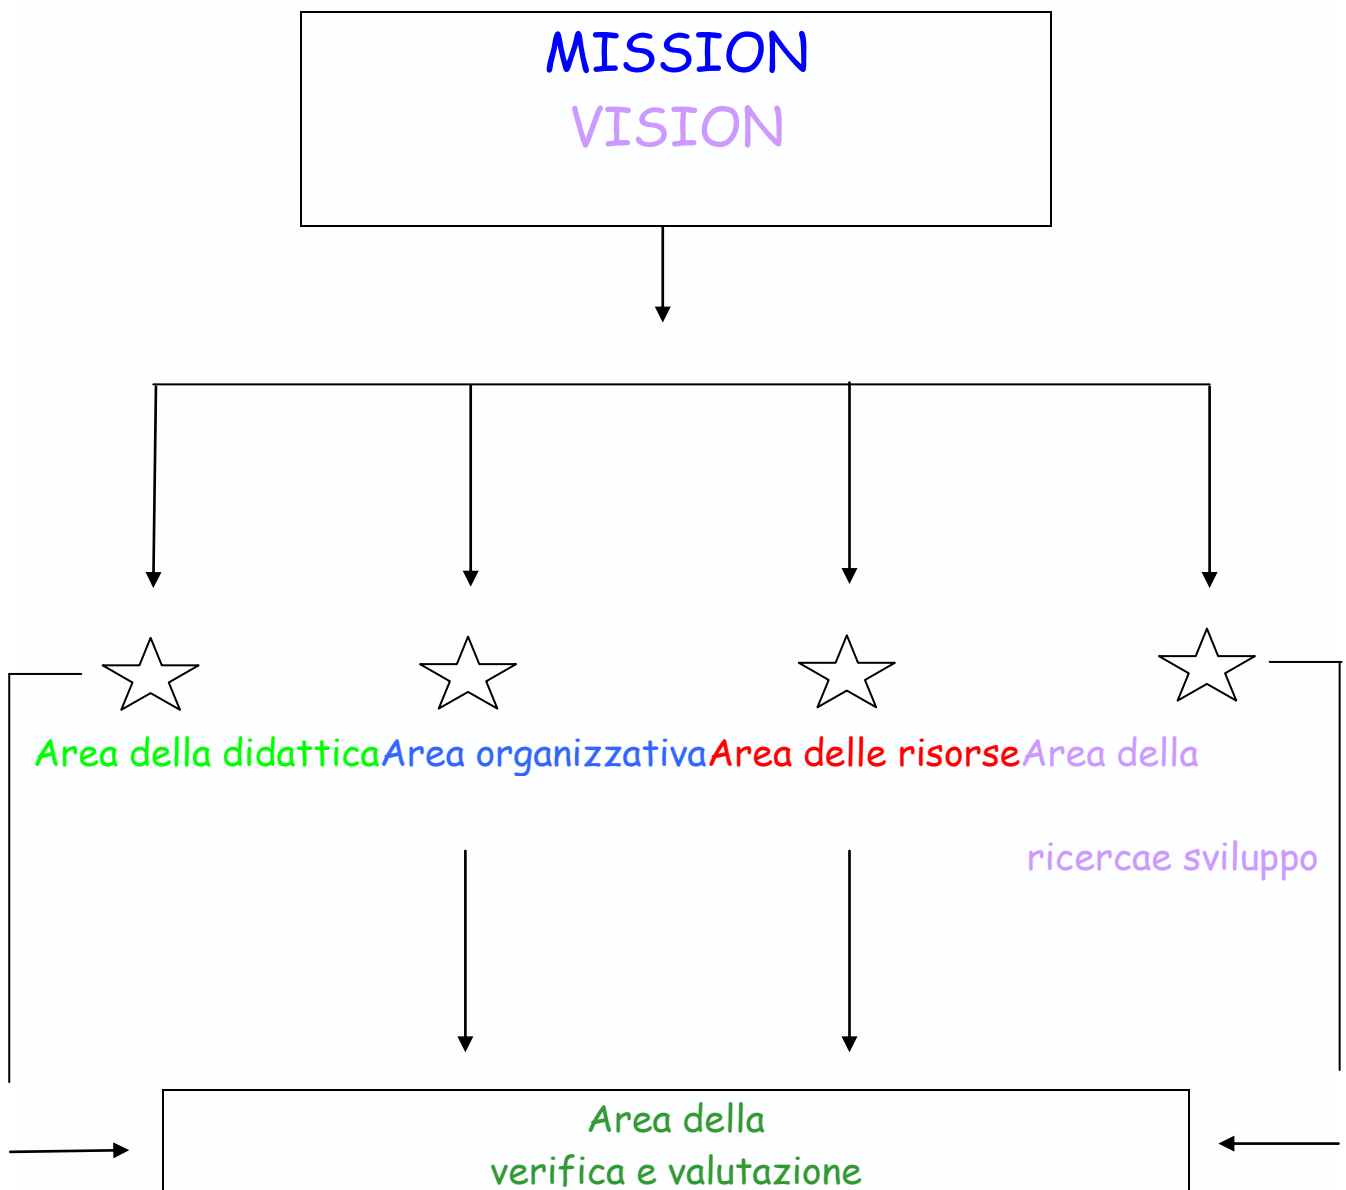 MISSION
VISION
Area della didatticaArea organizzativaArea delle risorseArea della
ricercae sviluppo
Area della
verifica e valutazione